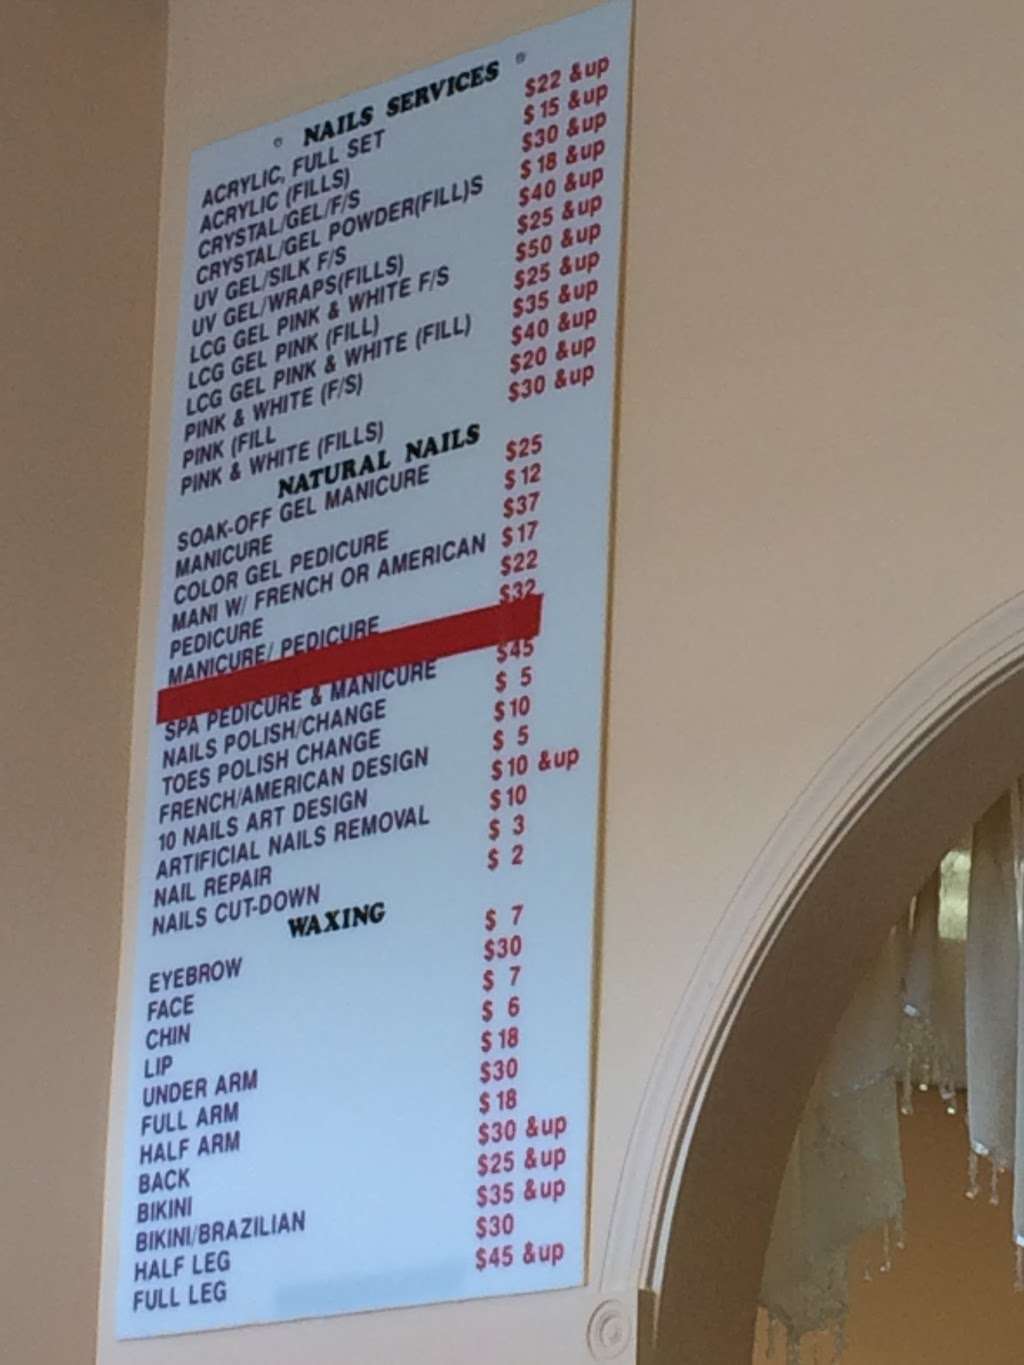 NAILS SERVICES
ACRYLIC, FULL SET $22 &up
ACRYLIC (FILLS) $15 &up
CRYSTAL/GEL/F/S $30 &up
CRYSTAL/GEL POWDER(FILL)S $18 &up
UV GEL/SILK F/S $40 &up
UV GEL/WRAPS(FILLS) $25 &up
LCG GEL PINK & WHITE F/S $50 &up
LCG GEL PINK (FILL) $25 &up
LCG GEL PINK & WHITE (FILL) $35 &up
PINK & WHITE (F/S) $40 &up
PINK (FILL $20 &up
PINK & WHITE (FILLS) $30 &up
NATURAL NAILS
SOAK-OFF GEL MANICURE $25
MANICURE $12
COLOR GEL PEDICURE $37
MANI W/ FRENCH OR AMERICAN $17
PEDICURE $22
MANICURE/ PEDICURE $32
SPA PEDICURE & MANICURE $45
NAILS POLISH/CHANGE $ 5
TOES POLISH CHANGE $10
FRENCH/AMERICAN DESIGN $ 5
10 NAILS ART DESIGN $10 &up
ARTIFICIAL NAILS REMOVAL $10
NAIL REPAIR $ 3
NAILS CUT-DOWN $ 2
WAXING
EYEBROW $ 7
FACE $30
CHIN $ 7
LIP $ 6
UNDER ARM $18
FULL ARM $30
HALF ARM $18
BACK $30 &up
BIKINI $25 &up
BIKINI/BRAZILIAN $35 &up
HALF LEG $30
FULL LEG $45 &up